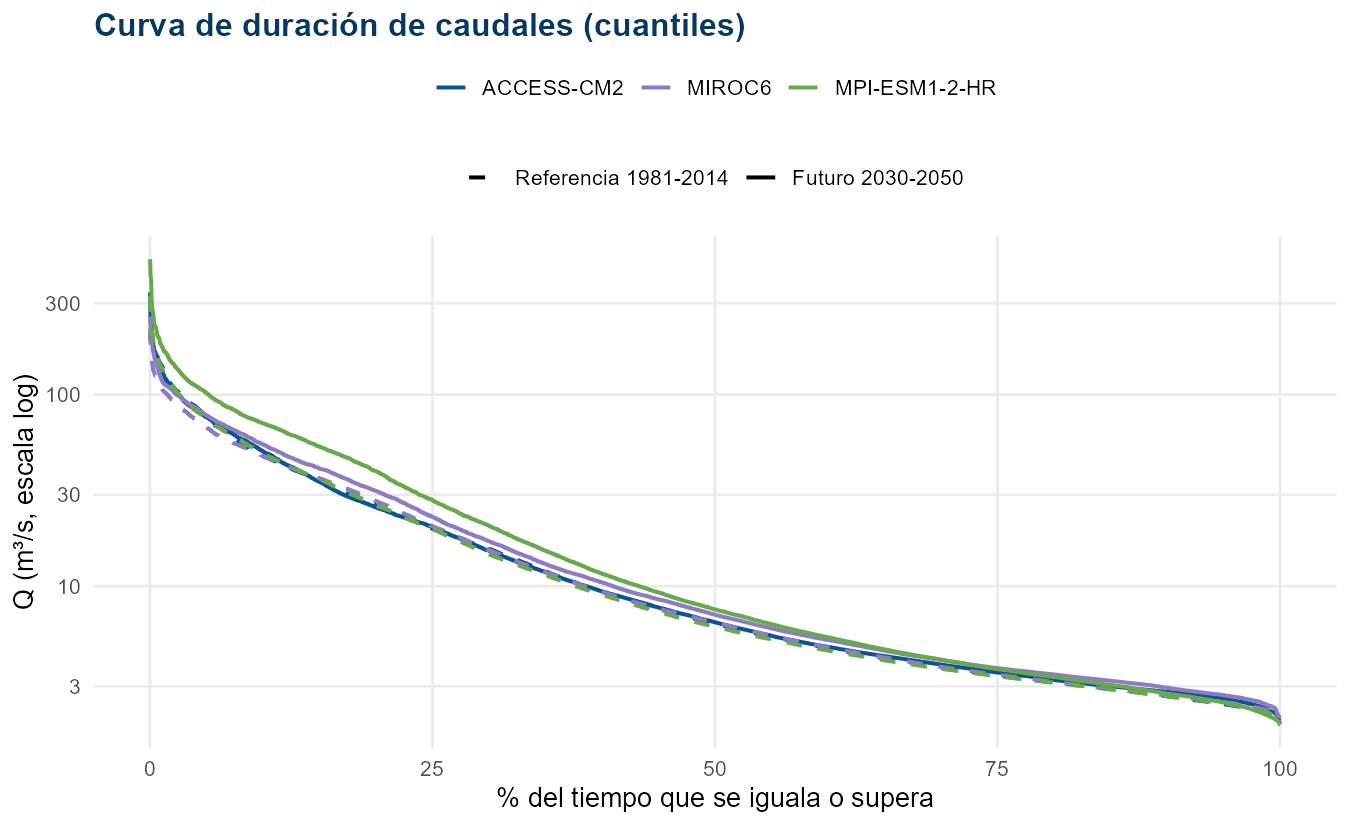 Curva de duración de caudales (cuantiles)
ACCESS-CM2 MIROC6 MPI-ESM1-2-HR
Referencia 1981-2014 Futuro 2030-2050
Q (m³/s, escala log)
300
100
30
10
3
0 25 50 75 100
% del tiempo que se iguala o supera